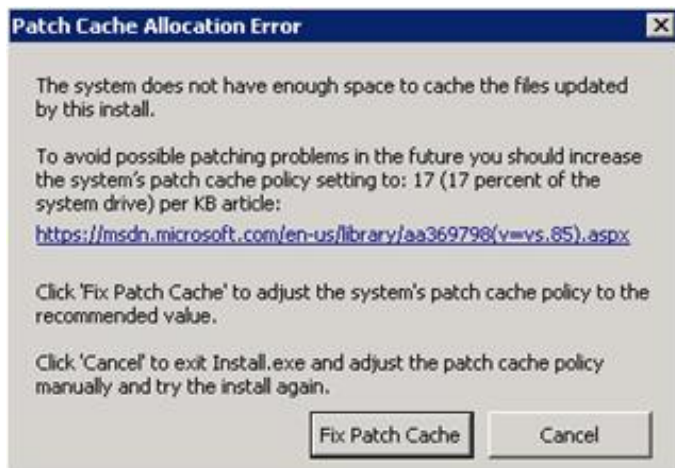 Patch Cache Allocation Error
The system does not have enough space to cache the files updated
by this install.
To avoid possible patching problems in the future you should increase
the system's patch cache policy setting to: 17 (17 percent of the
system drive) per KB article:
https://msdn.microsoft.com/en-us/library/aa369798(v=vs.85).aspx
Click 'Fix Patch Cache' to adjust the system's patch cache policy to the
recommended value.
Click 'Cancel' to exit Install.exe and adjust the patch cache policy
manually and try the install again.
Fix Patch Cache
Cancel